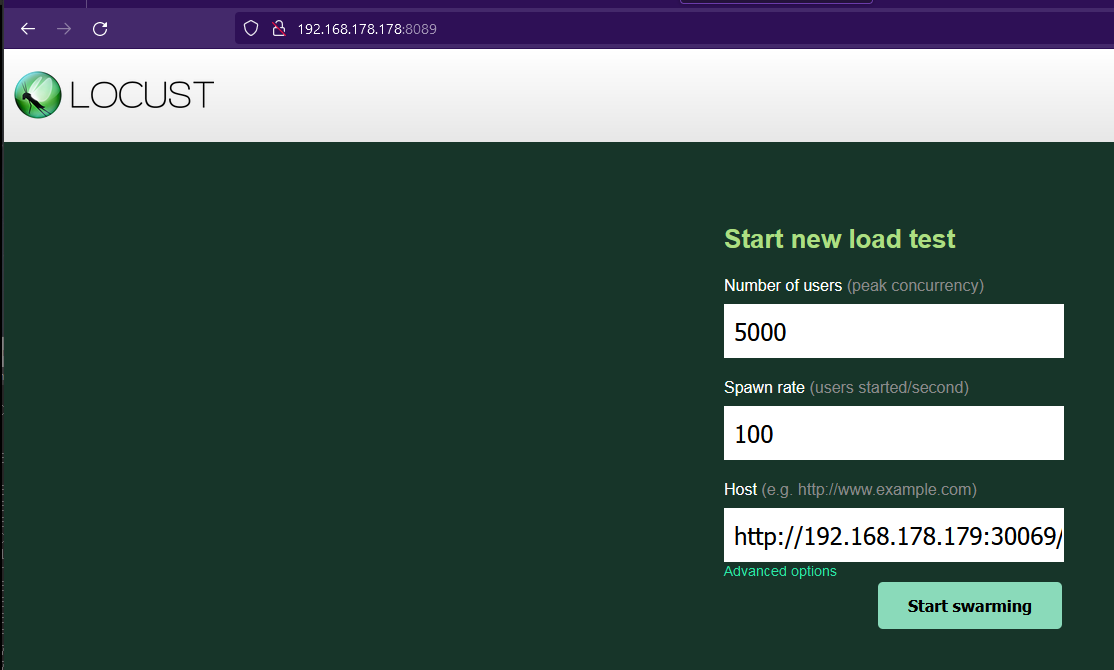 192.168.178.178:8089
LOCUST
Start new load test
Number of users (peak concurrency)
5000
Spawn rate (users started/second)
100
Host (e.g. http://www.example.com)
http://192.168.178.179:30069/
Advanced options
Start swarming